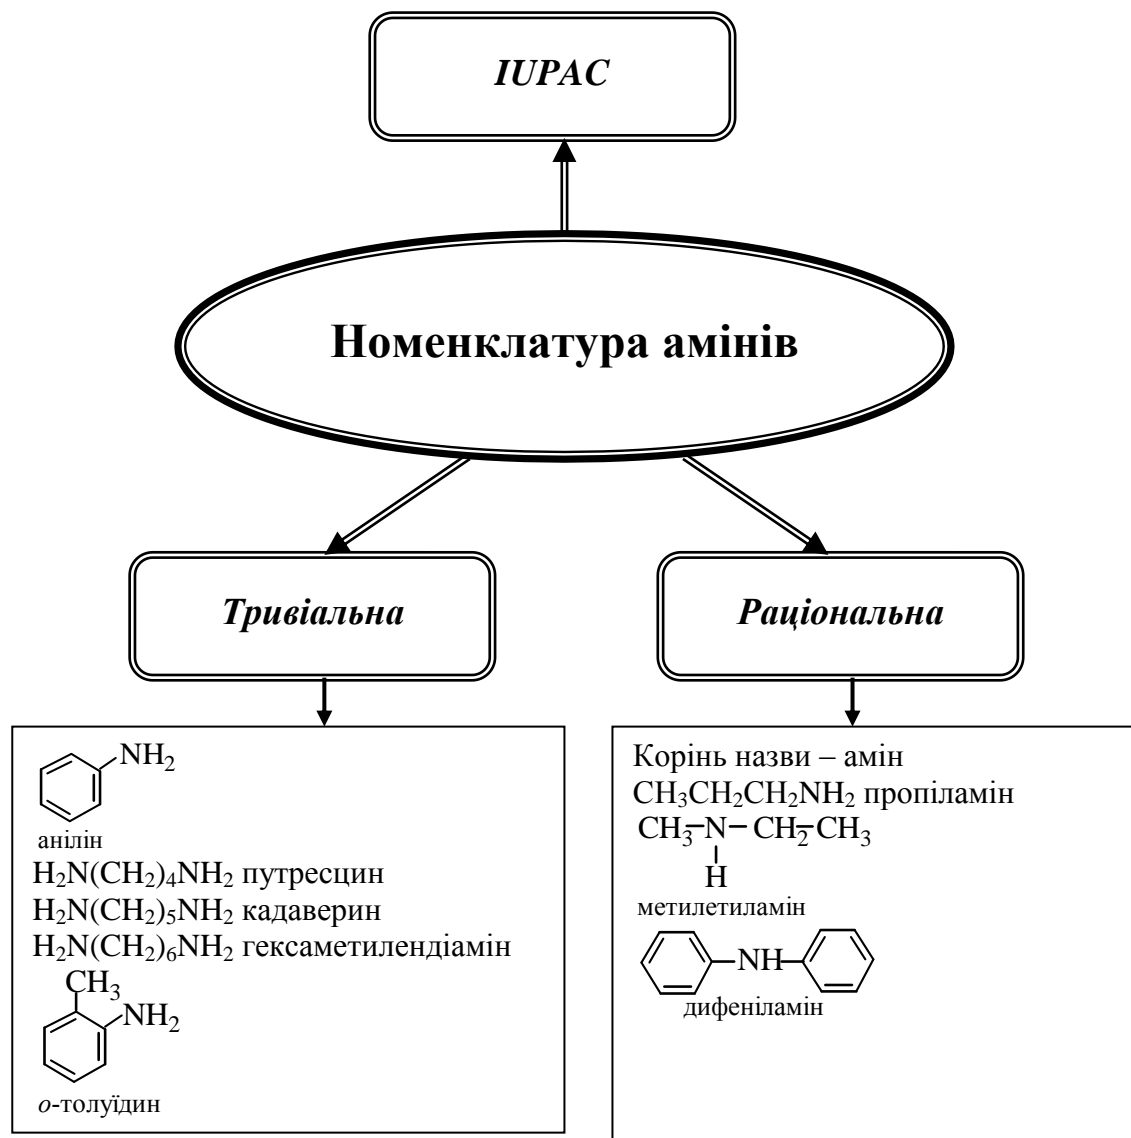 IUPAC
Номенклатура амінів
Тривіальна
Раціональна
NH₂
анілін
H₂N(CH₂)₄NH₂ путресцин
H₂N(CH₂)₅NH₂ кадаверин
H₂N(CH₂)₆NH₂ гексаметилендіамін
CH₃
NH₂
о-толуїдин
Корінь назви – амін
CH₃CH₂CH₂NH₂ пропіламін
CH₃–N–CH₂–CH₃
H
метилетиламін
NH
дифеніламін